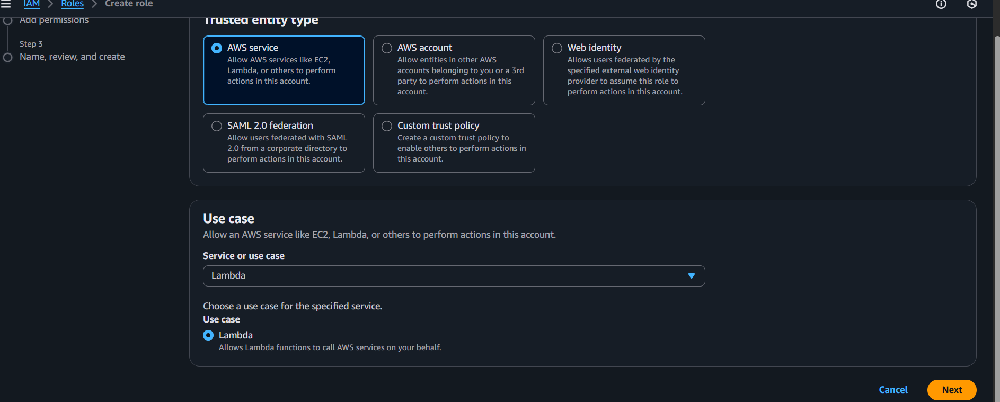 IAM > Roles > Create role
Add permissions
Step 3
Name, review, and create
Trusted entity type
AWS service
Allow AWS services like EC2,
Lambda, or others to perform
actions in this account.
AWS account
Allow entities in other AWS
accounts belonging to you or a 3rd
party to perform actions in this
account.
Web identity
Allows users federated by the
specified external web identity
provider to assume this role to
perform actions in this account.
SAML 2.0 federation
Allow users federated with SAML
2.0 from a corporate directory to
perform actions in this account.
Custom trust policy
Create a custom trust policy to
enable others to perform actions in
this account.
Use case
Allow an AWS service like EC2, Lambda, or others to perform actions in this account.
Service or use case
Lambda
Choose a use case for the specified service.
Use case
Lambda
Allows Lambda functions to call AWS services on your behalf.
Cancel
Next